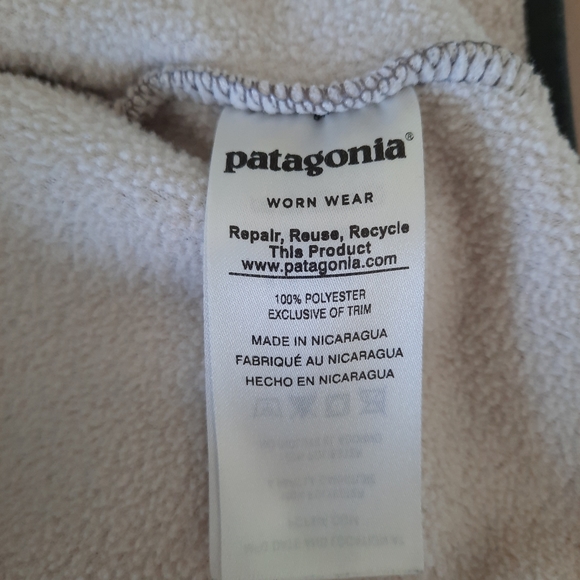 patagonia®
WORN WEAR
Repair, Reuse, Recycle
This Product
www.patagonia.com
100% POLYESTER
EXCLUSIVE OF TRIM
MADE IN NICARAGUA
FABRIQUÉ AU NICARAGUA
HECHO EN NICARAGUA